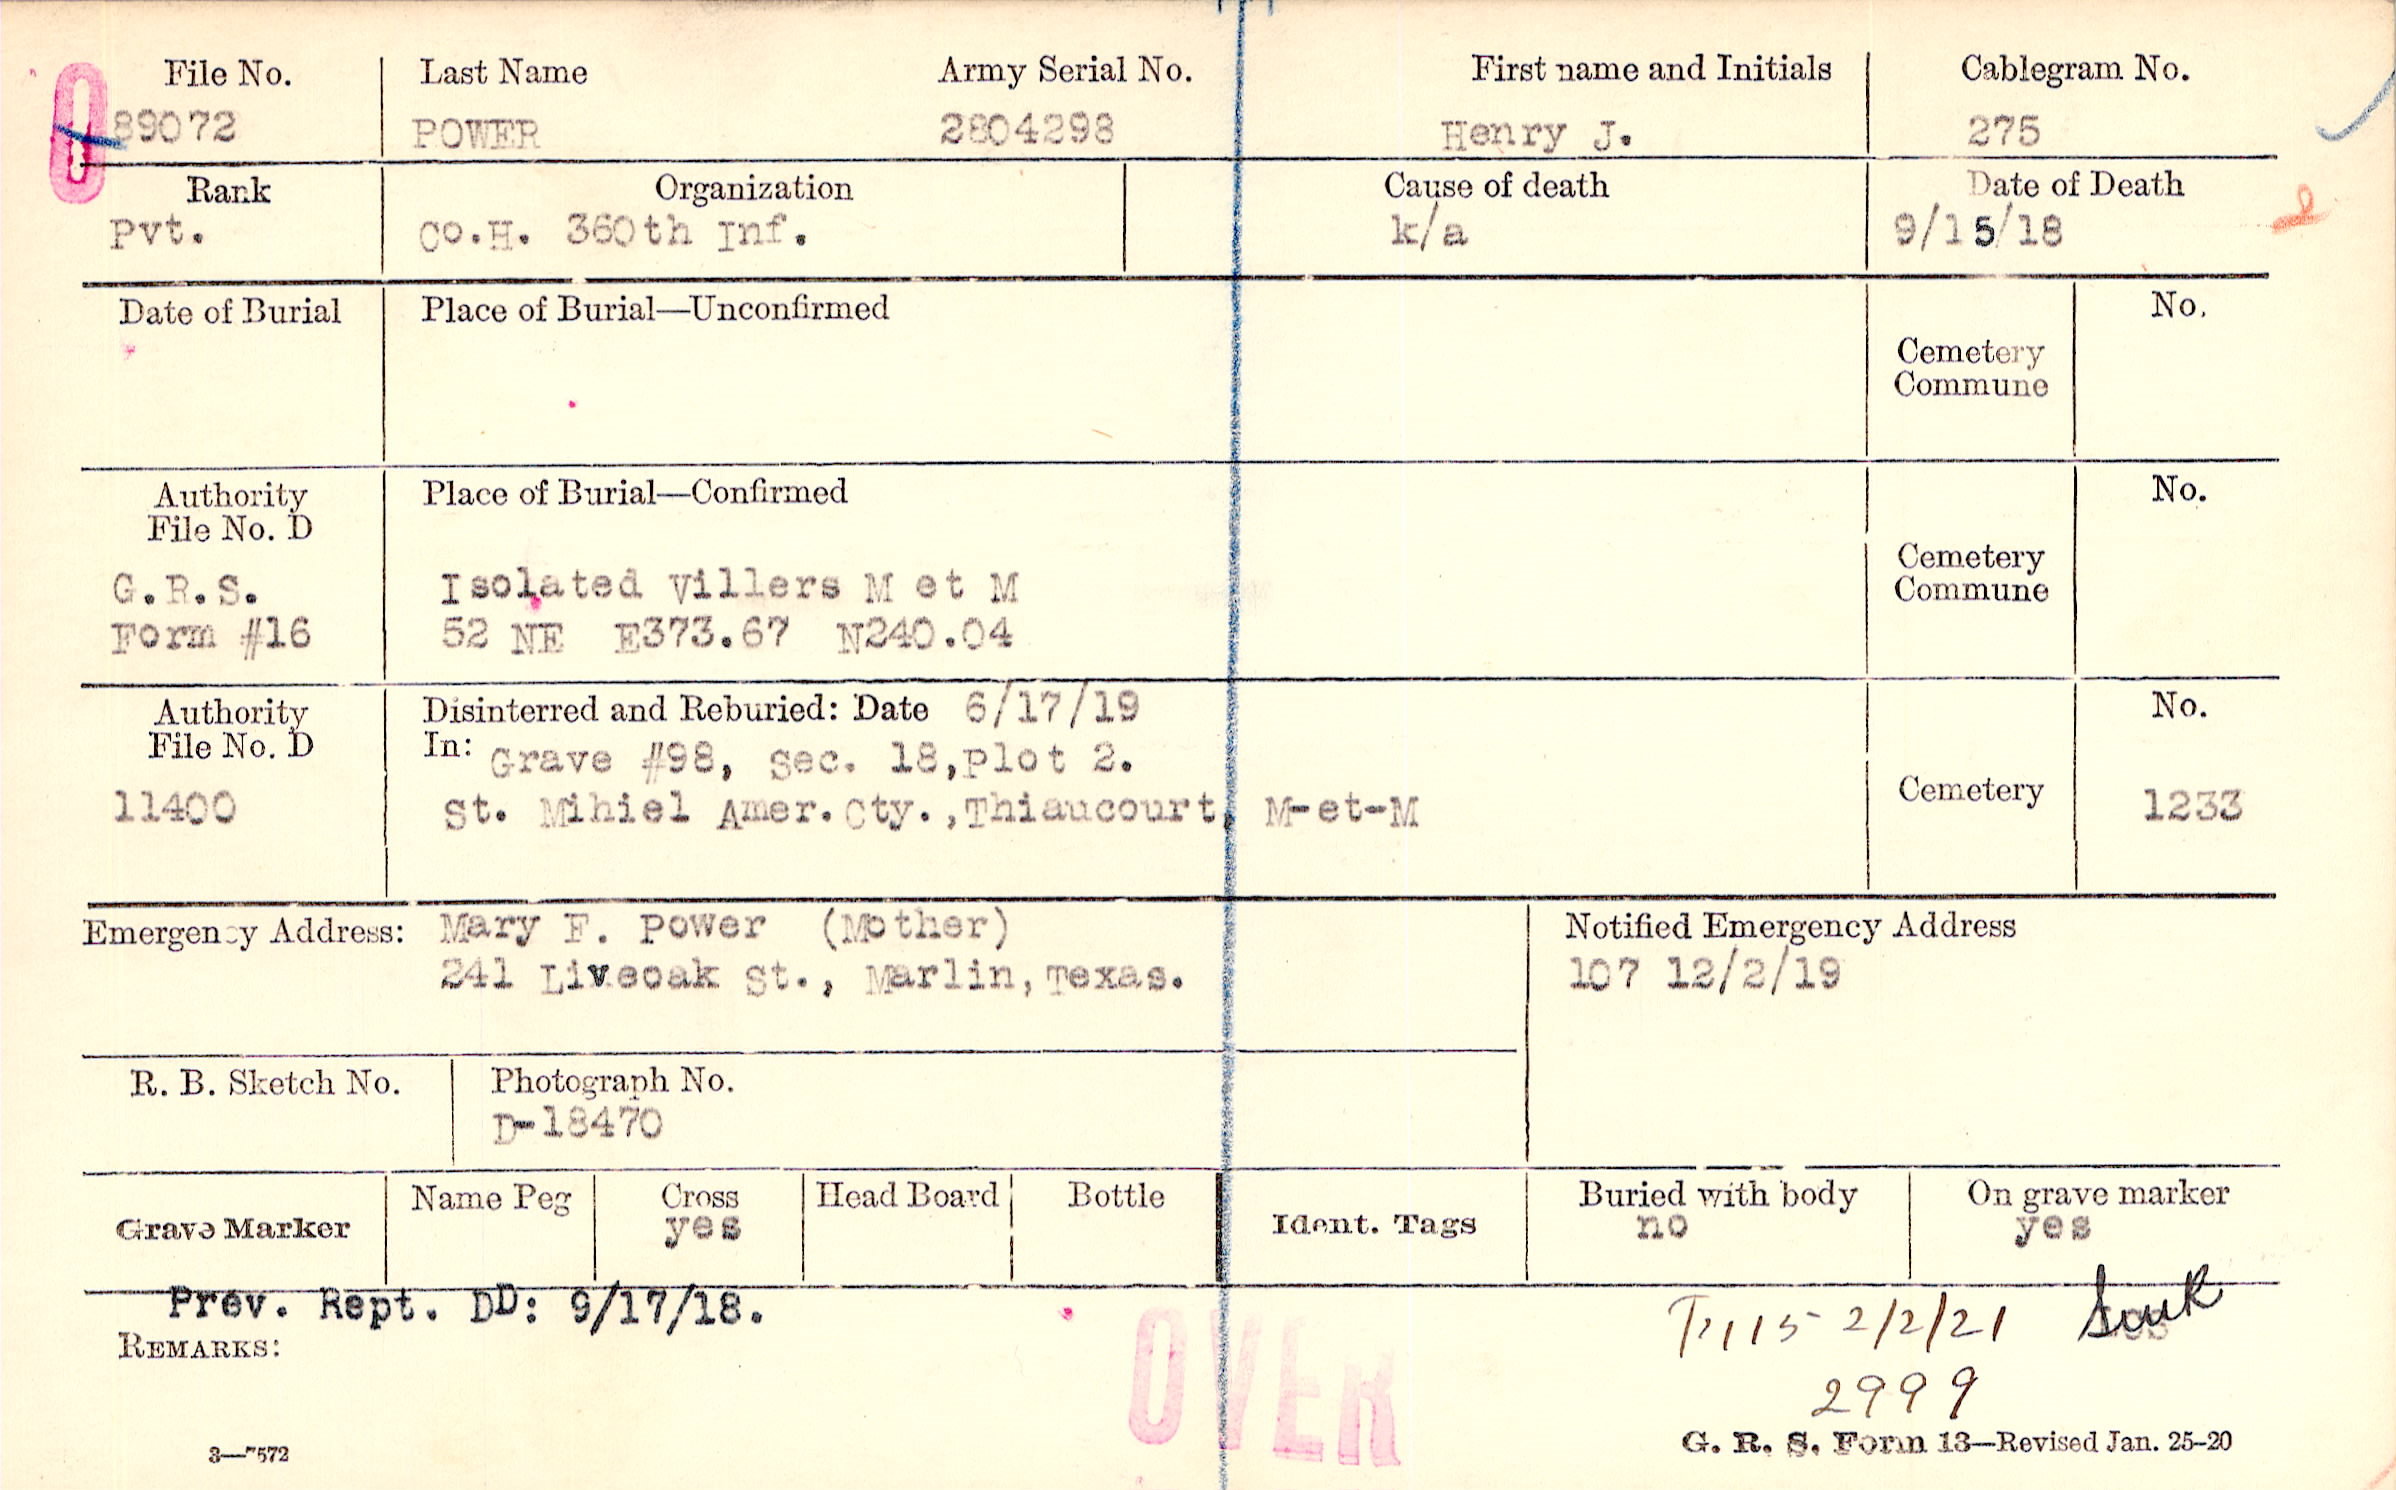 File No. Last Name Army Serial No. First name and Initials Cablegram No.
89072 POWER 2804298 Henry J. 275
Rank Organization Cause of death Date of Death
Pvt. Co.H. 360th Inf. k/a 9/15/18
Date of Burial Place of Burial—Unconfirmed No.
Cemetery
Commune
Authority Place of Burial—Confirmed No.
File No. D
Cemetery
G.R.S. Isolated Villers M et M Commune
Form #16 52 NE E373.67 N240.04
Authority Disinterred and Reburied: Date 6/17/19 No.
File No. D In: Grave #98, Sec. 18,Plot 2.
11400 St. Mihiel Amer.Cty.,Thiaucourt, M-et-M Cemetery 1233
Emergency Address: Mary F. Power (Mother) Notified Emergency Address
241 Liveoak St., Marlin,Texas. 107 12/2/19
R. B. Sketch No. Photograph No.
D-18470
Grave Marker Name Peg Cross Head Board Bottle Ident. Tags Buried with body On grave marker
yes no yes
Prev. Rept. DD: 9/17/18.
2/2/21
REMARKS:
OVER
2999
3—7572 G. R. S. Form 13—Revised Jan. 25-20